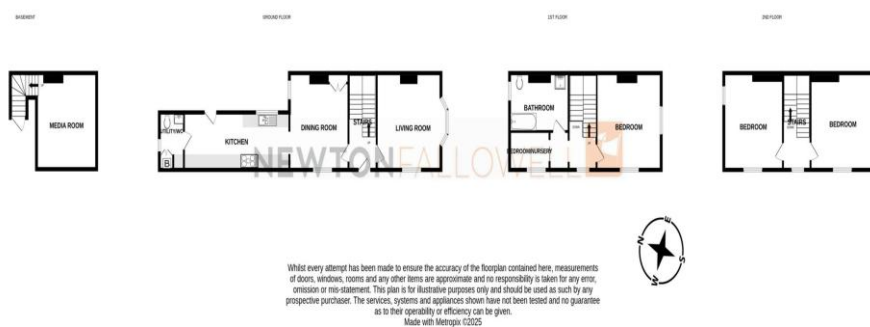 BASEMENT
GROUND FLOOR
1ST FLOOR
2ND FLOOR
MEDIA ROOM
UTILITY/WC
B
KITCHEN
DINING ROOM
STAIRS
LIVING ROOM
BATHROOM
BEDROOM/NURSERY
BEDROOM
BEDROOM
STAIRS
BEDROOM
NEWTONFALLOWELL
N
E
S
W
Whilst every attempt has been made to ensure the accuracy of the floorplan contained here, measurements
of doors, windows, rooms and any other items are approximate and no responsibility is taken for any error,
omission or mis-statement. This plan is for illustrative purposes only and should be used as such by any
prospective purchaser. The services, systems and appliances shown have not been tested and no guarantee
as to their operability or efficiency can be given.
Made with Metropix ©2025